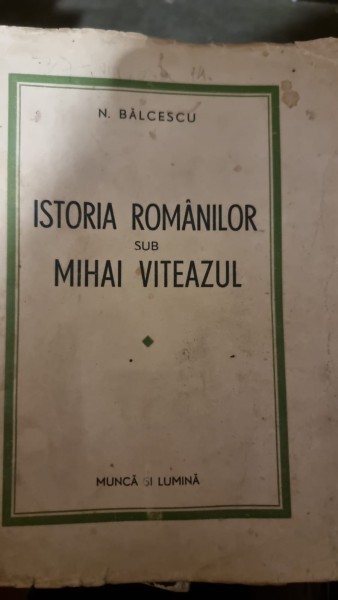 N. BĂLCESCU
ISTORIA ROMÂNILOR
SUB
MIHAI VITEAZUL
MUNCĂ ȘI LUMINĂ